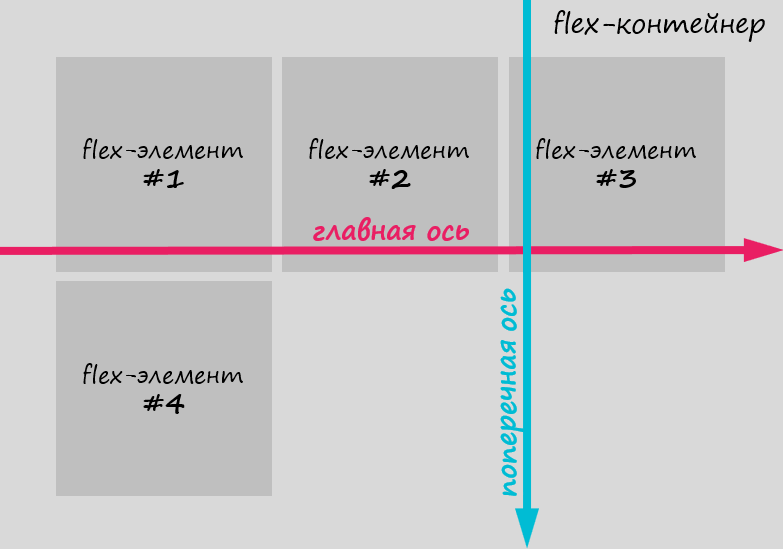 flex-контейнер
flex-элемент
#1
flex-элемент
#2
flex-элемент
#3
главная ось
поперечная ось
flex-элемент
#4